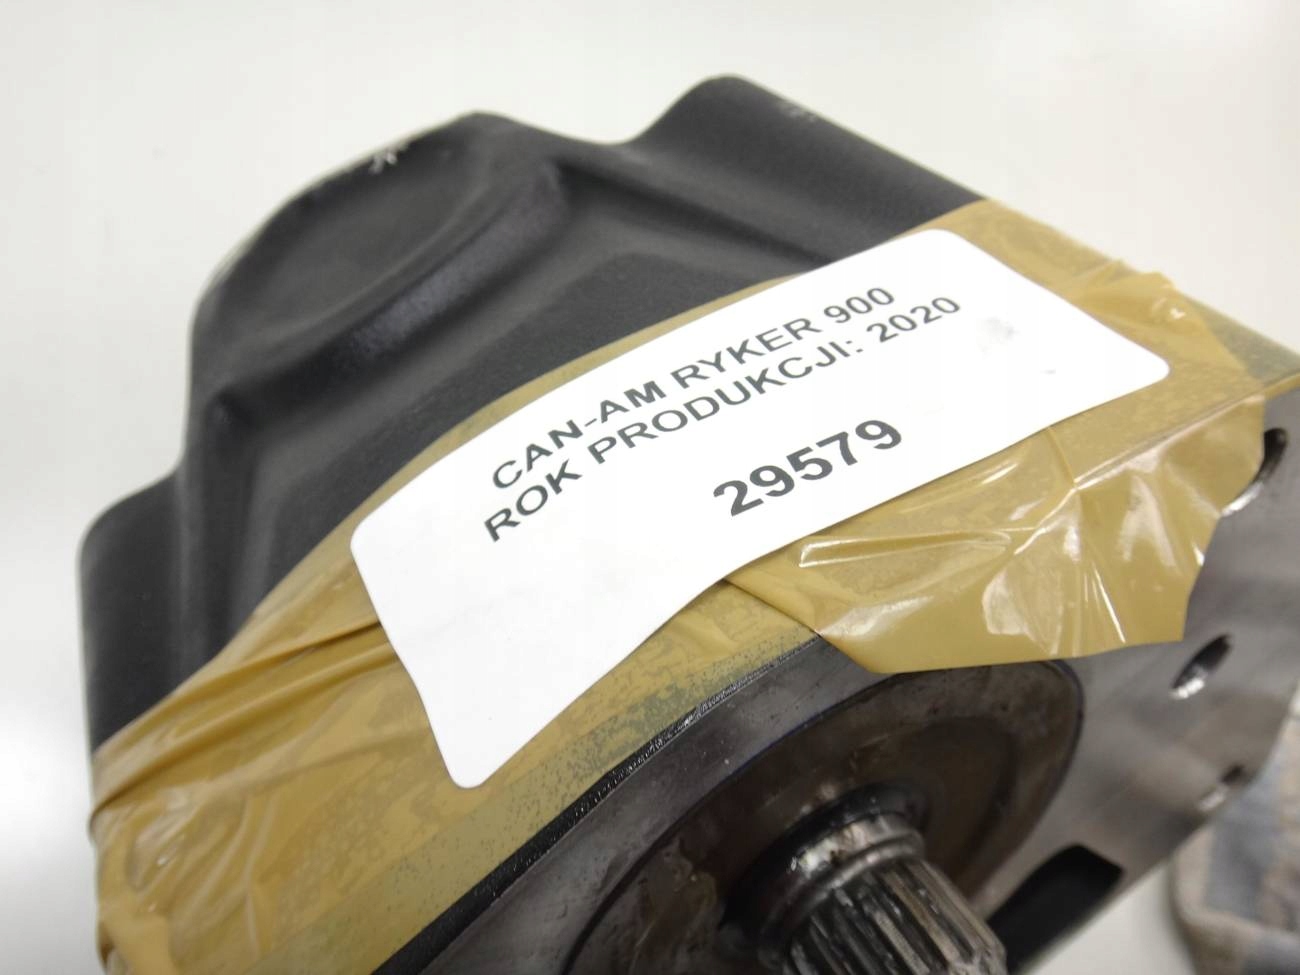 CAN-AM RYKER 900
ROK PRODUKCJI: 2020
29579